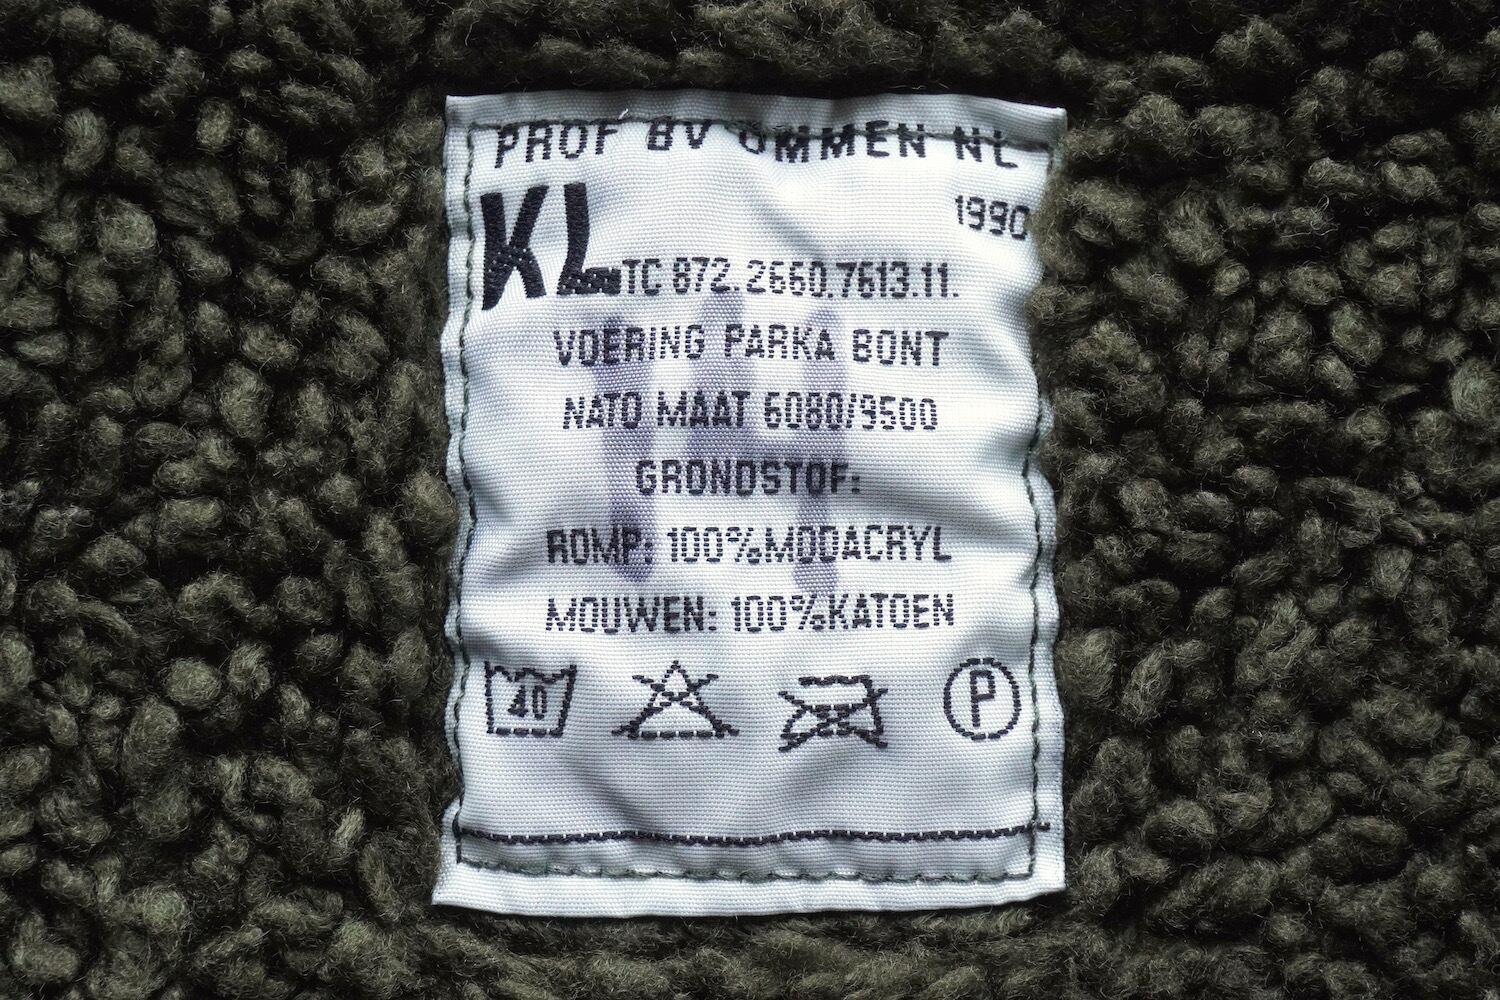 PROF BV OMMEN NL
1990
KL TC 872.2660.7613.11.
VOERING PARKA BONT
NATO MAAT 6080/9500
GRONDSTOF:
ROMP: 100%MODACRYL
MOUWEN: 100%KATOEN
40 P